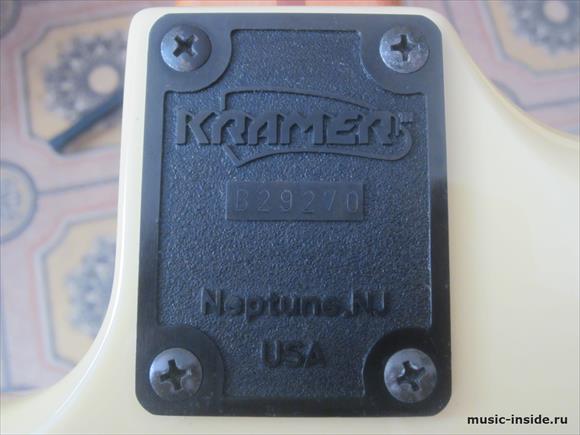 KRAMER
B29270
Neptune, NJ
USA
music-inside.ru